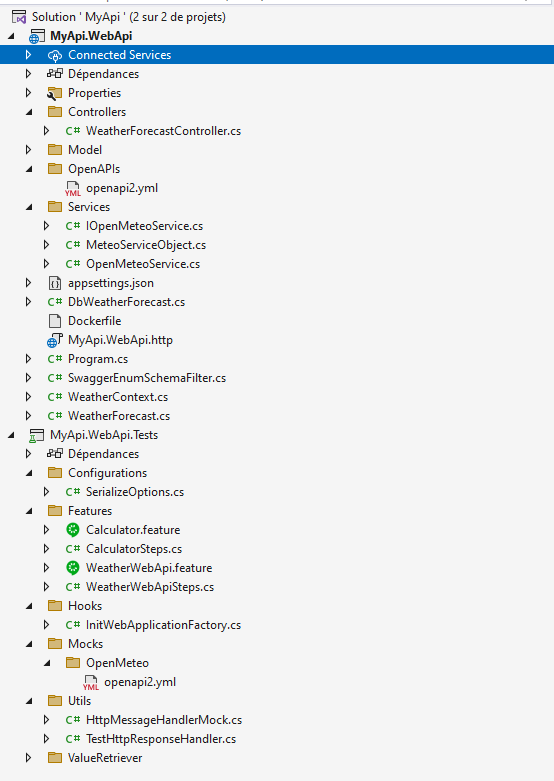 Solution ' MyApi ' (2 sur 2 de projets)
MyApi.WebApi
Connected Services
Dépendances
Properties
Controllers
C# WeatherForecastController.cs
Model
OpenAPIs
YML openapi2.yml
Services
C# IOpenMeteoService.cs
C# MeteoServiceObject.cs
C# OpenMeteoService.cs
appsettings.json
C# DbWeatherForecast.cs
Dockerfile
MyApi.WebApi.http
C# Program.cs
C# SwaggerEnumSchemaFilter.cs
C# WeatherContext.cs
C# WeatherForecast.cs
MyApi.WebApi.Tests
Dépendances
Configurations
C# SerializeOptions.cs
Features
Calculator.feature
C# CalculatorSteps.cs
WeatherWebApi.feature
C# WeatherWebApiSteps.cs
Hooks
C# InitWebApplicationFactory.cs
Mocks
OpenMeteo
YML openapi2.yml
Utils
C# HttpMessageHandlerMock.cs
C# TestHttpResponseHandler.cs
ValueRetriever